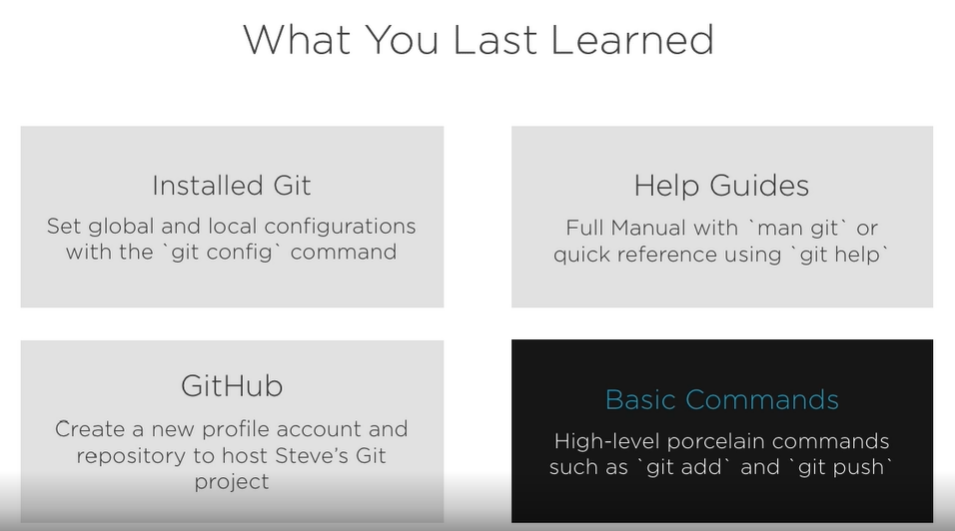 What You Last Learned
Installed Git
Set global and local configurations
with the `git config` command
Help Guides
Full Manual with `man git` or
quick reference using `git help`
GitHub
Create a new profile account and
repository to host Steve's Git
project
Basic Commands
High-level porcelain commands
such as `git add` and `git push`